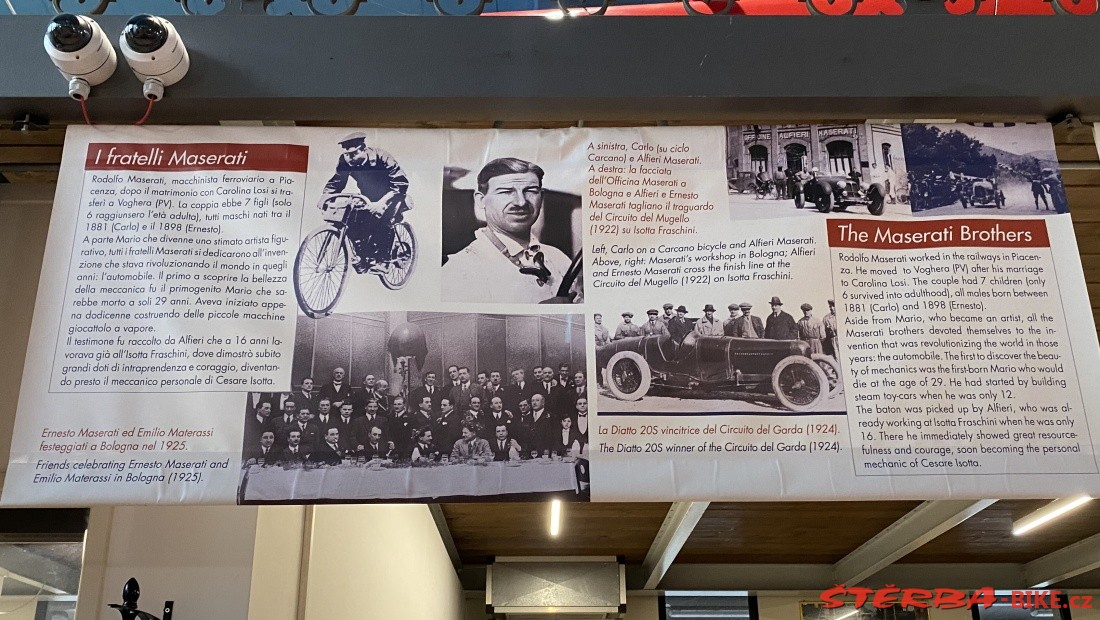 I fratelli Maserati
Rodolfo Maserati, macchinista ferroviario a Pia-
cenza, dopo il matrimonio con Carolina Losi si tra-
sferì a Voghera (PV). La coppia ebbe 7 figli (solo
6 raggiunsero l'età adulta), tutti maschi nati tra il
1881 (Carlo) e il 1898 (Ernesto).
A parte Mario che divenne uno stimato artista figu-
rativo, tutti i fratelli Maserati si dedicarono all'inven-
zione che stava rivoluzionando il mondo in quegli
anni: l'automobile. Il primo a scoprire la bellezza
della meccanica fu il primogenito Mario che sa-
rebbe morto a soli 29 anni. Aveva iniziato appe-
na dodicenne costruendo delle piccole macchine
giocattolo a vapore.
Il testimone fu raccolto da Alfieri che a 16 anni la-
vorava già all'Isotta Fraschini, dove dimostrò subito
grandi doti di intraprendenza e coraggio, diventan-
do presto il meccanico personale di Cesare Isotta.
Ernesto Maserati ed Emilio Materassi
festeggiati a Bologna nel 1925.
Friends celebrating Ernesto Maserati and
Emilio Materassi in Bologna (1925).
A sinistra, Carlo (su ciclo
Carcano) e Alfieri Maserati.
A destra: la facciata
dell'Officina Maserati a
Bologna e Alfieri e Ernesto
Maserati tagliano il traguardo
del Circuito del Mugello
(1922) su Isotta Fraschini.
Left, Carlo on a Carcano bicycle and Alfieri Maserati.
Above, right: Maserati's workshop in Bologna; Alfieri
and Ernesto Maserati cross the finish line at the
Circuito del Mugello (1922) on Isotta Fraschini.
OFFICINE ALFIERI MASERATI
La Diatto 20S vincitrice del Circuito del Garda (1924).
The Diatto 20S winner of the Circuito del Garda (1924).
The Maserati Brothers
Rodolfo Maserati worked in the railways in Piacen-
za. He moved to Voghera (PV) after his marriage
to Carolina Losi. The couple had 7 children (only
6 survived into adulthood), all males born between
1881 (Carlo) and 1898 (Ernesto).
Aside from Mario, who became an artist, all the
Maserati brothers devoted themselves to the in-
vention that was revolutionizing the world in those
years: the automobile. The first to discover the beau-
ty of mechanics was the first-born Mario who would
die at the age of 29. He had started by building
steam toy-cars when he was only 12.
The baton was picked up by Alfieri, who was al-
ready working at Isotta Fraschini when he was only
16. There he immediately showed great resource-
fulness and courage, soon becoming the personal
mechanic of Cesare Isotta.
ŠTĚRBA-BIKE.cz